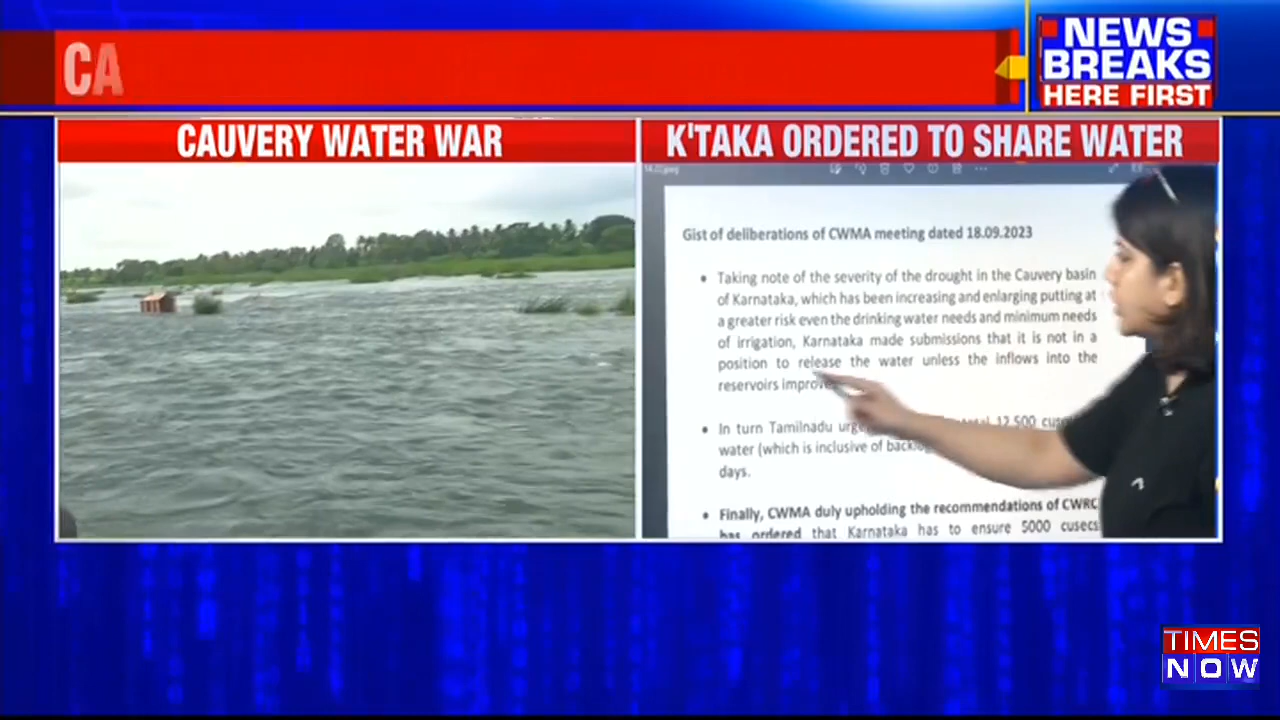 CA
NEWS
BREAKS
HERE FIRST
CAUVERY WATER WAR
K'TAKA ORDERED TO SHARE WATER
Gist of deliberations of CWMA meeting dated 18.09.2023
• Taking note of the severity of the drought in the Cauvery basin
of Karnataka, which has been increasing and enlarging putting at
a greater risk even the drinking water needs and minimum needs
of irrigation, Karnataka made submissions that it is not in a
position to release the water unless the inflows into the
reservoirs
• In turn Tamilnadu 12,500
water (which is inclusive of
days.
• Finally, CWMA duly upholding the recommendations of CWRC
has ordered that Karnataka has to ensure 5000 cusecs
TIMES
NOW